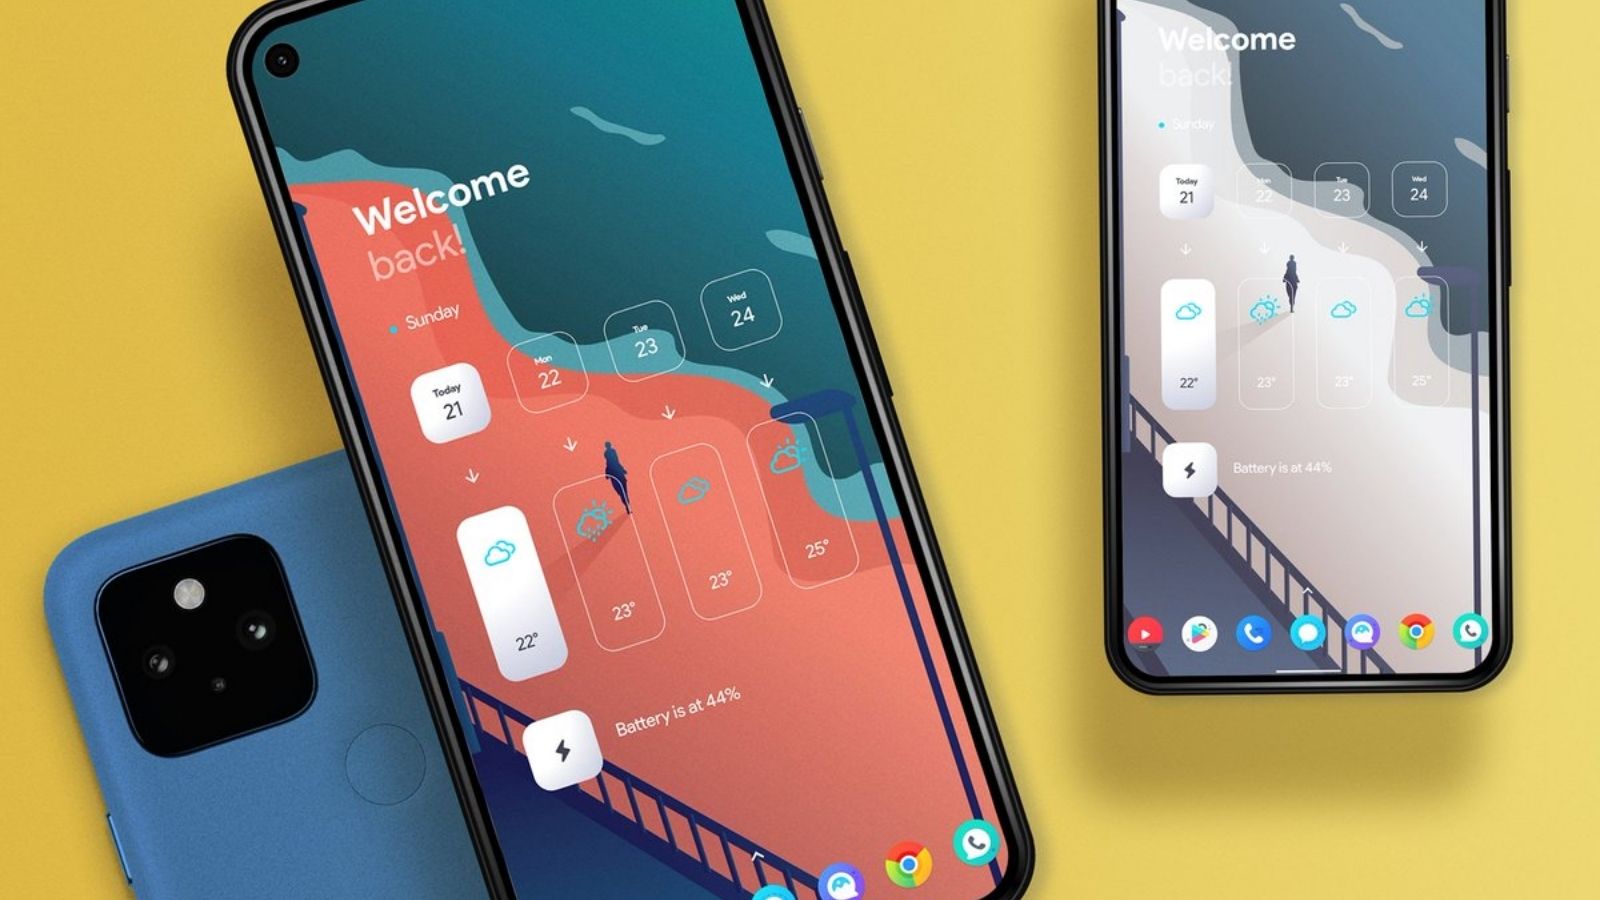 Welcome
back!
Sunday
Today
21
Mon
22
Tue
23
Wed
24
22°
23°
23°
25°
Battery is at 44%
Welcome
back!
Sunday
Today
21
Mon
22
Tue
23
Wed
24
22°
23°
23°
25°
Battery is at 44%